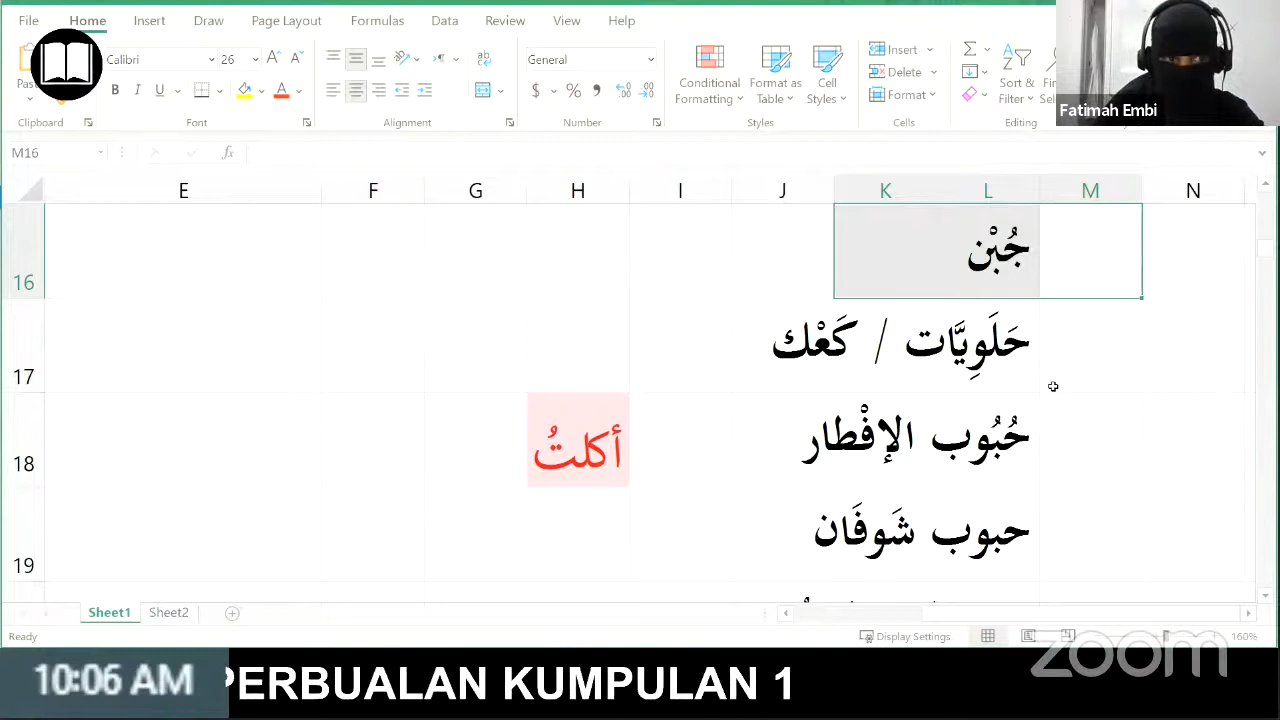 File Home Insert Draw Page Layout Formulas Data Review View Help
Calibri 26 General Insert
Conditional Formatting Format Table Cell Styles Delete Sort & Filter
Format
Clipboard Font Alignment Number Styles Cells Editing
Fatimah Embi
M16 fx
E F G H I J K L M N
16 جُبْن
17 حَلَوِيَّات / كَعْك
18 حُبُوب الإفْطار أكلتُ
19 حبوب شَوفَان
Sheet1 Sheet2
Ready Display Settings 160%
zoom
10:06 AM PERBUALAN KUMPULAN 1